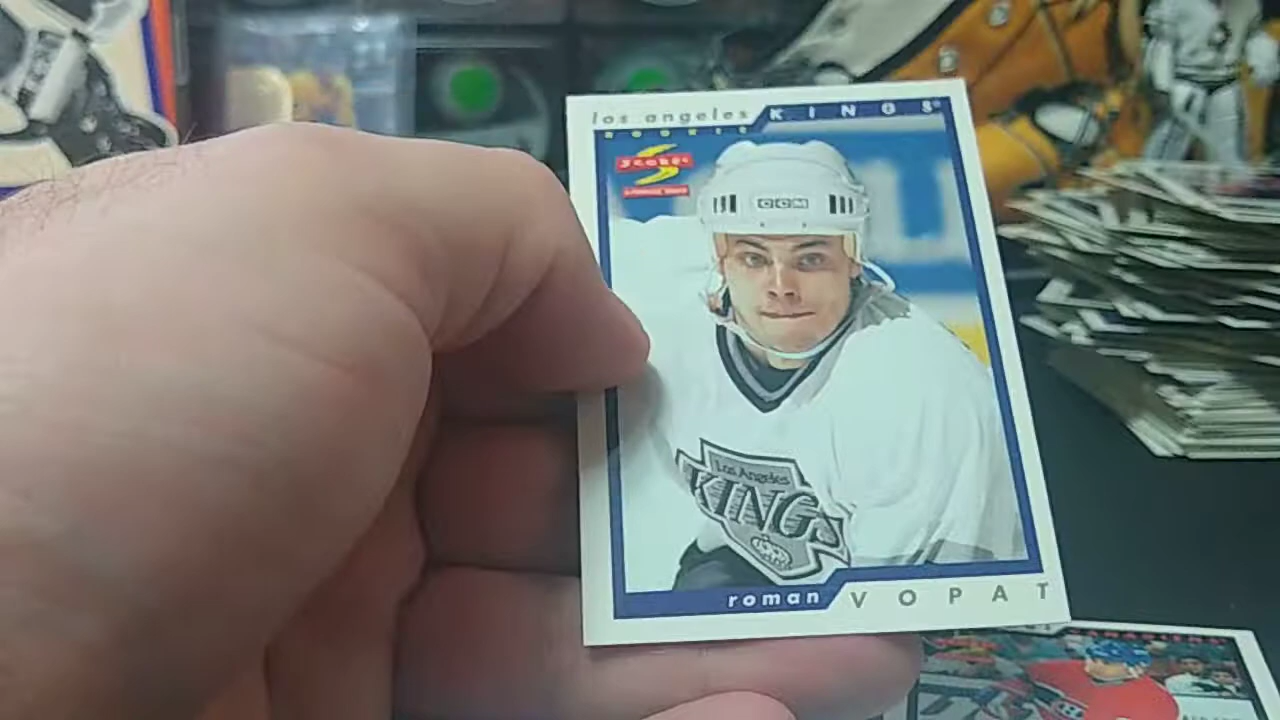 los angeles KINGS
ROOKIE
SCORE
CCM
Los Angeles
KINGS
roman VOPAT